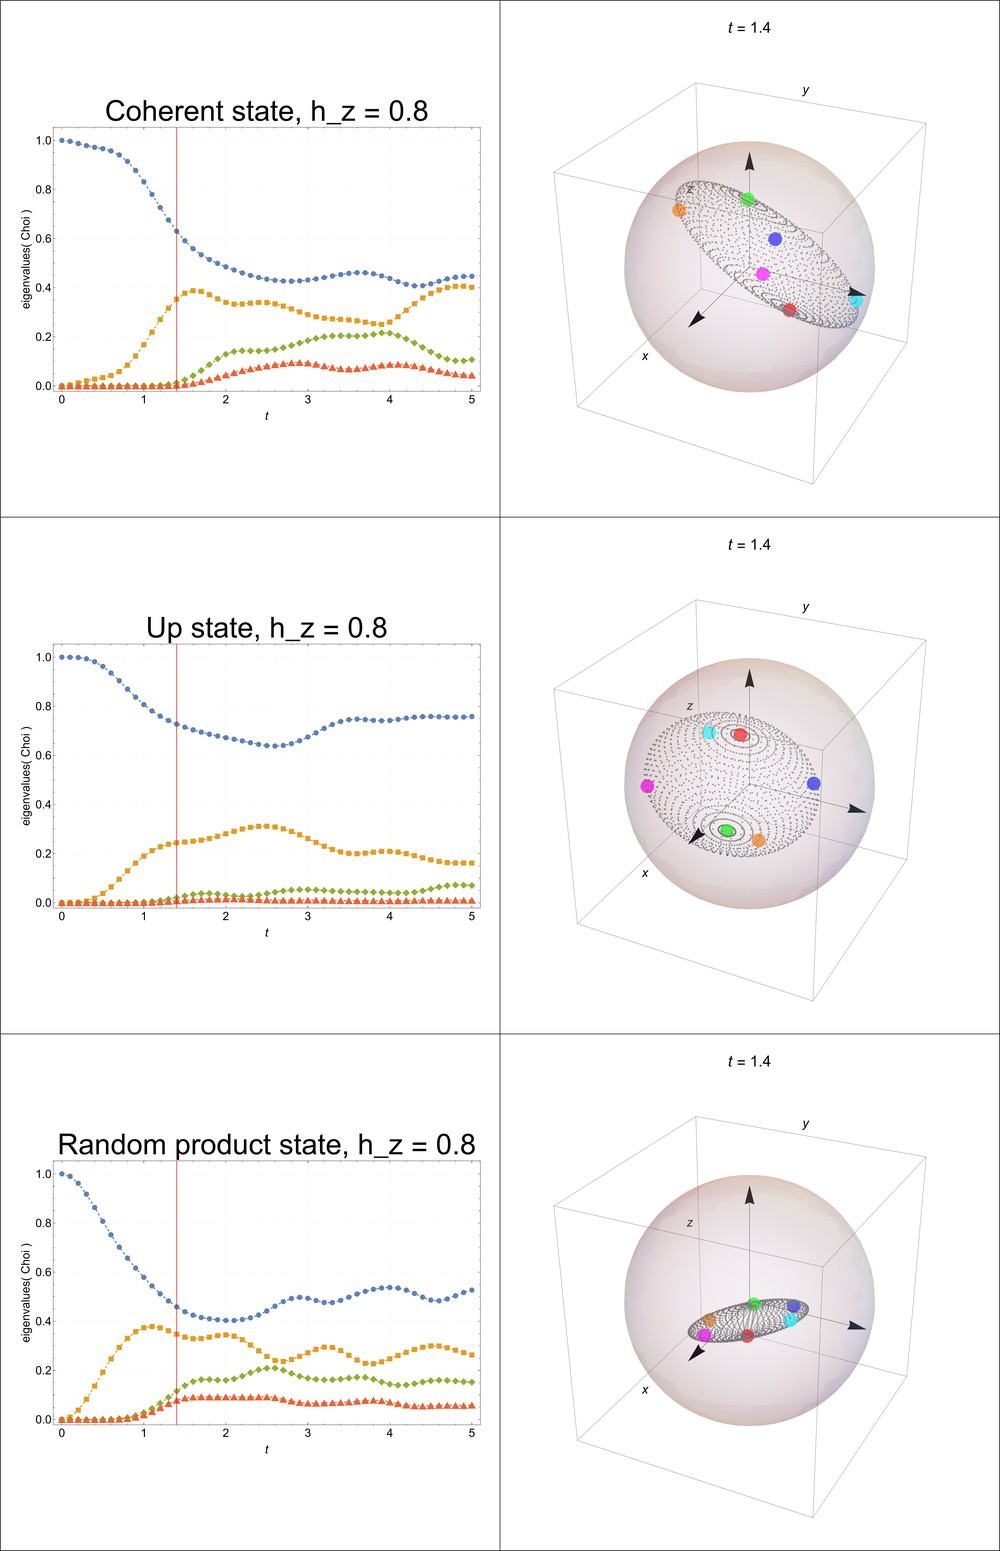 t = 1.4
y
Coherent state, h_z = 0.8
1.0
0.8
0.6
0.4
0.2
0.0
eigenvalues( Choi )
0 1 2 3 4 5
t
z
x
t = 1.4
y
Up state, h_z = 0.8
1.0
0.8
0.6
0.4
0.2
0.0
eigenvalues( Choi )
0 1 2 3 4 5
t
z
x
t = 1.4
y
Random product state, h_z = 0.8
1.0
0.8
0.6
0.4
0.2
0.0
eigenvalues( Choi )
0 1 2 3 4 5
t
z
x